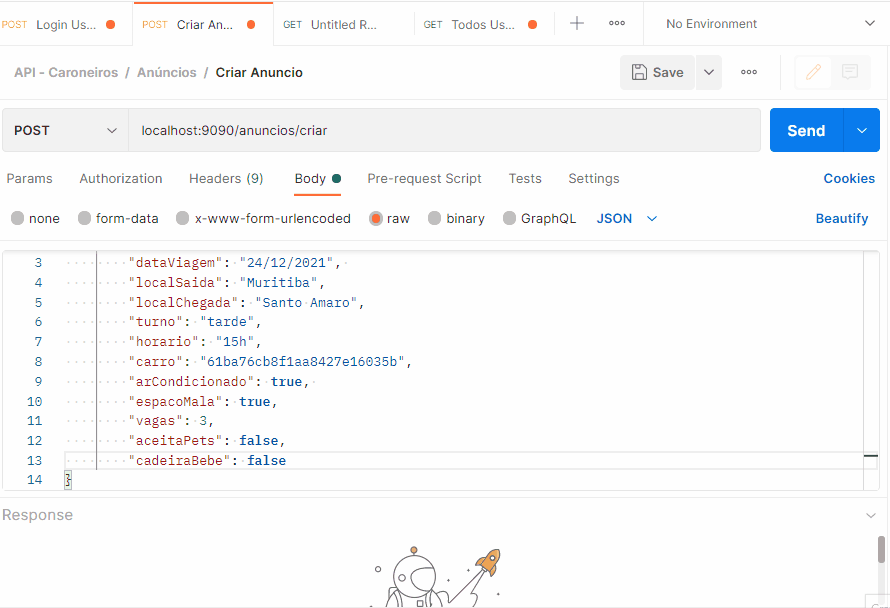 POST Login Us... POST Criar An... GET Untitled R... GET Todos Us... No Environment
API - Caroneiros / Anúncios / Criar Anuncio Save
POST localhost:9090/anuncios/criar Send
Params Authorization Headers (9) Body Pre-request Script Tests Settings Cookies
none form-data x-www-form-urlencoded raw binary GraphQL JSON Beautify
3 "dataViagem": "24/12/2021",
4 "localSaida": "Muritiba",
5 "localChegada": "Santo Amaro",
6 "turno": "tarde",
7 "horario": "15h",
8 "carro": "61ba76cb8f1aa8427e16035b",
9 "arCondicionado": true,
10 "espacoMala": true,
11 "vagas": 3,
12 "aceitaPets": false,
13 "cadeiraBebe": false
14 }
Response